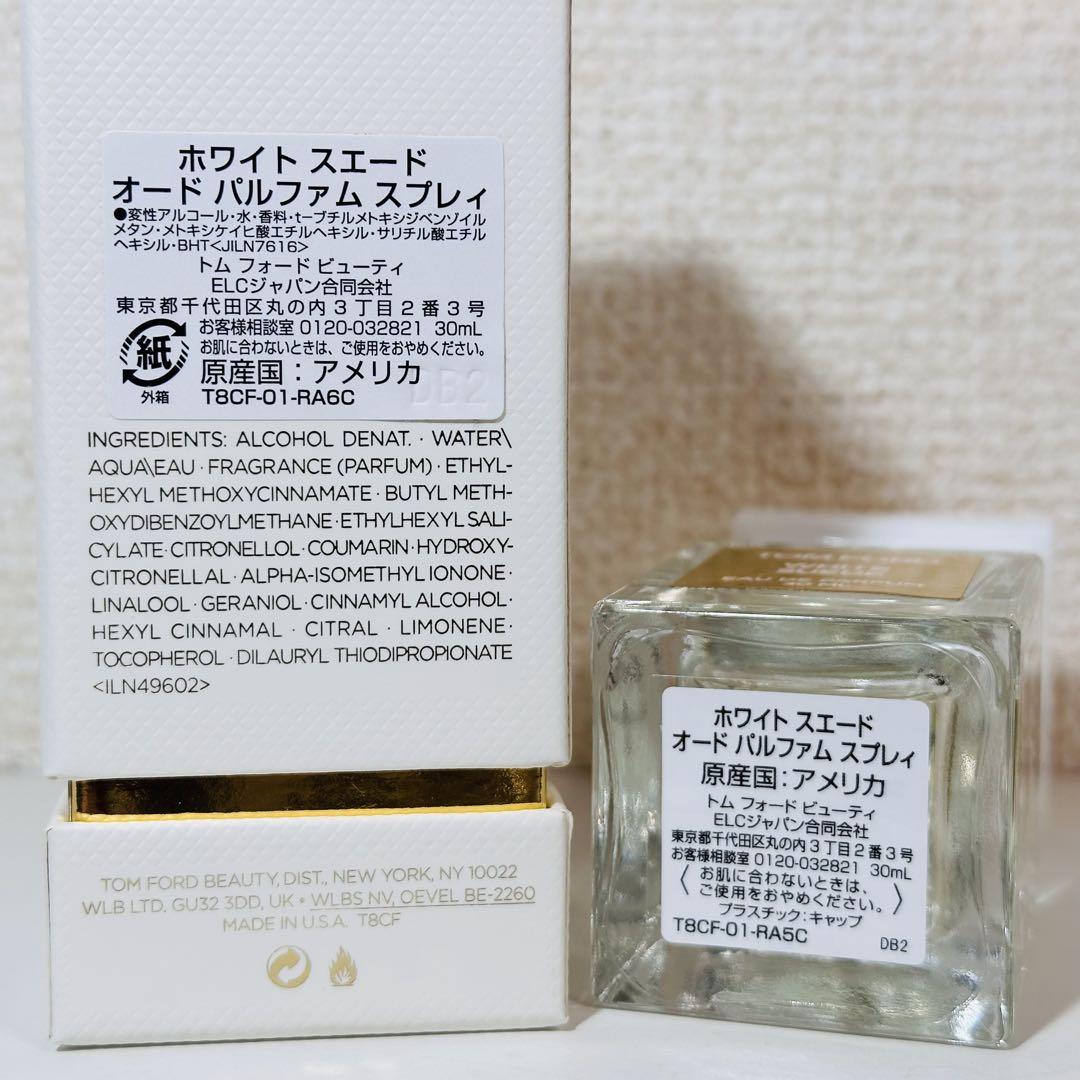 ホワイト スエード
オード パルファム スプレィ
●変性アルコール・水・香料・t-ブチルメトキシジベンゾイル
メタン・メトキシケイヒ酸エチルヘキシル・サリチル酸エチル
ヘキシル・BHT<JILN7616>
トム フォード ビューティ
ELCジャパン合同会社
東京都千代田区丸の内3丁目2番3号
お客様相談室 0120-032821 30mL
お肌に合わないときは、ご使用をおやめください。
紙
外箱
原産国：アメリカ
T8CF-01-RA6C
DB2
INGREDIENTS: ALCOHOL DENAT. · WATER\
AQUA\EAU · FRAGRANCE (PARFUM) · ETHYL-
HEXYL METHOXYCINNAMATE · BUTYL METH-
OXYDIBENZOYLMETHANE · ETHYLHEXYL SALI-
CYLATE · CITRONELLOL · COUMARIN · HYDROXY-
CITRONELLAL · ALPHA-ISOMETHYL IONONE ·
LINALOOL · GERANIOL · CINNAMYL ALCOHOL ·
HEXYL CINNAMAL · CITRAL · LIMONENE ·
TOCOPHEROL · DILAURYL THIODIPROPIONATE
<ILN49602>
TOM FORD BEAUTY, DIST., NEW YORK, NY 10022
WLB LTD, GU32 3DD, UK • WLBS NV, OEVEL BE-2260
MADE IN U.S.A. T8CF
WHITE
EAU DE PARFUM
ホワイト スエード
オード パルファム スプレィ
原産国：アメリカ
トム フォード ビューティ
ELCジャパン合同会社
東京都千代田区丸の内3丁目2番3号
お客様相談室 0120-032821 30mL
〈お肌に合わないときは、
ご使用をおやめください。〉
プラスチック：キャップ
T8CF-01-RA5C
DB2